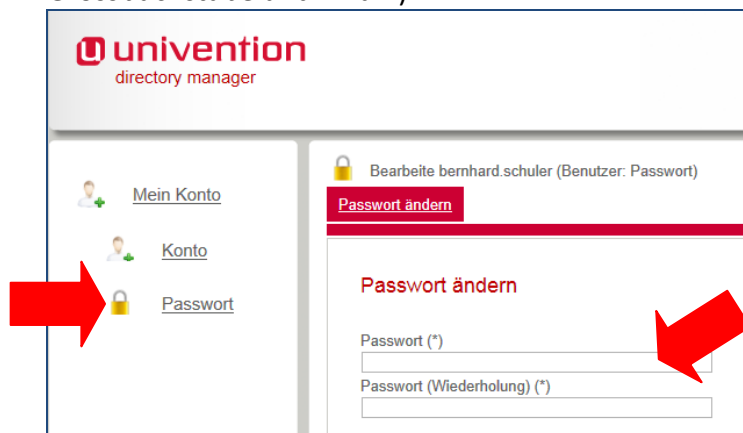 univention
directory manager
Bearbeite bernhard.schuler (Benutzer: Passwort)
Mein Konto
Passwort ändern
Konto
Passwort ändern
Passwort
Passwort (*)
Passwort (Wiederholung) (*)